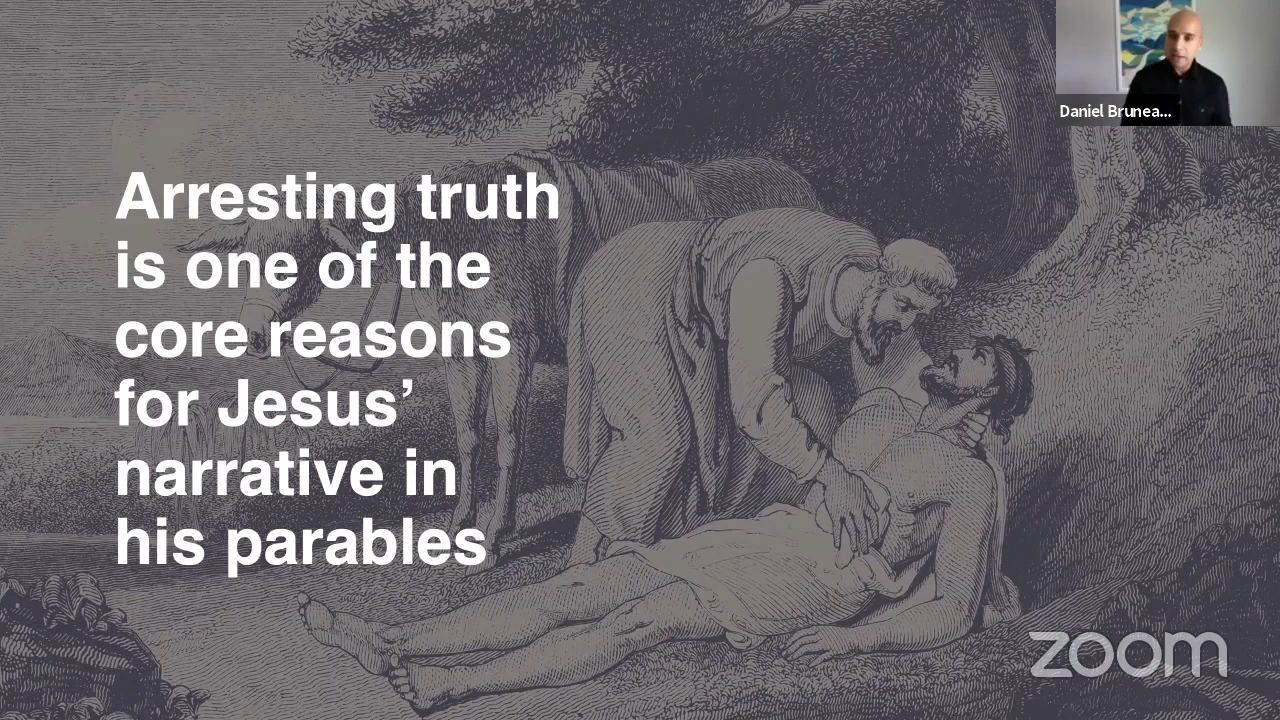 Arresting truth
is one of the
core reasons
for Jesus’
narrative in
his parables
Daniel Brunea...
zoom